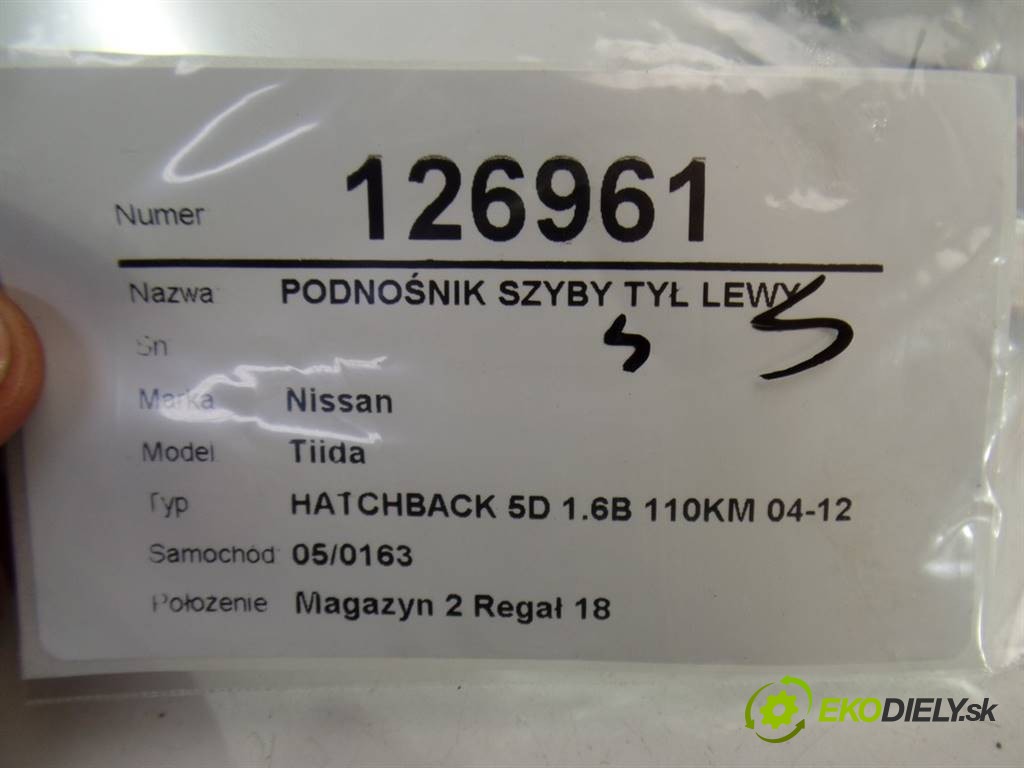 Numer 126961
Nazwa PODNOŚNIK SZYBY TYŁ LEWY
Sn
Marka Nissan
Model Tiida
Typ HATCHBACK 5D 1.6B 110KM 04-12
Samochód 05/0163
Położenie Magazyn 2 Regał 18
EKODIELY.sk